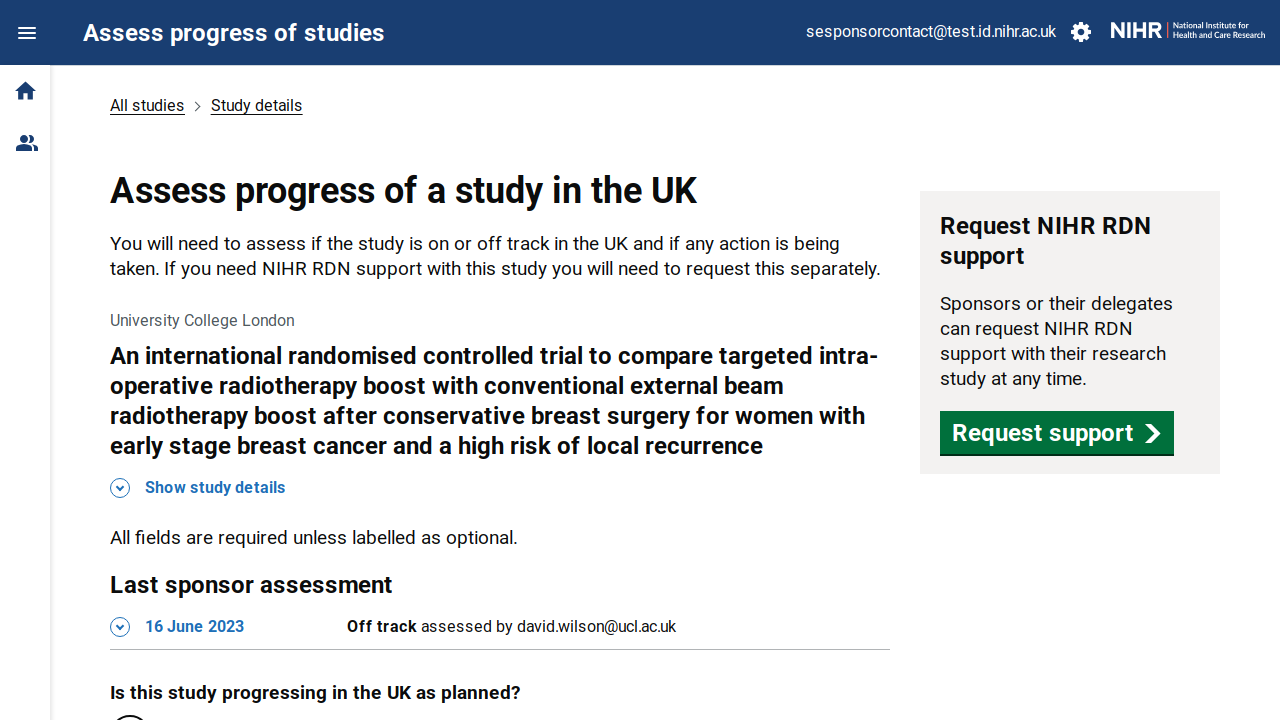 Assess progress of studies
sesponsorcontact@test.id.nihr.ac.uk
NIHR
National Institute for
Health and Care Research
All studies
Study details
Assess progress of a study in the UK
You will need to assess if the study is on or off track in the UK and if any action is being
taken. If you need NIHR RDN support with this study you will need to request this separately.
University College London
An international randomised controlled trial to compare targeted intra-
operative radiotherapy boost with conventional external beam
radiotherapy boost after conservative breast surgery for women with
early stage breast cancer and a high risk of local recurrence
Show study details
All fields are required unless labelled as optional.
Last sponsor assessment
16 June 2023
Off track assessed by david.wilson@ucl.ac.uk
Is this study progressing in the UK as planned?
Request NIHR RDN
support
Sponsors or their delegates
can request NIHR RDN
support with their research
study at any time.
Request support